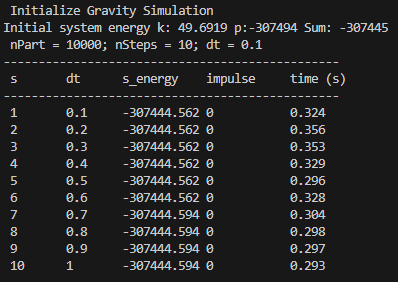 Initialize Gravity Simulation
Initial system energy k: 49.6919 p:-307494 Sum: -307445
nPart = 10000; nSteps = 10; dt = 0.1
------------------------------------------------
s dt s_energy impulse time (s)
------------------------------------------------
1 0.1 -307444.562 0 0.324
2 0.2 -307444.562 0 0.356
3 0.3 -307444.562 0 0.353
4 0.4 -307444.562 0 0.329
5 0.5 -307444.562 0 0.296
6 0.6 -307444.562 0 0.328
7 0.7 -307444.594 0 0.304
8 0.8 -307444.594 0 0.298
9 0.9 -307444.594 0 0.297
10 1 -307444.594 0 0.293